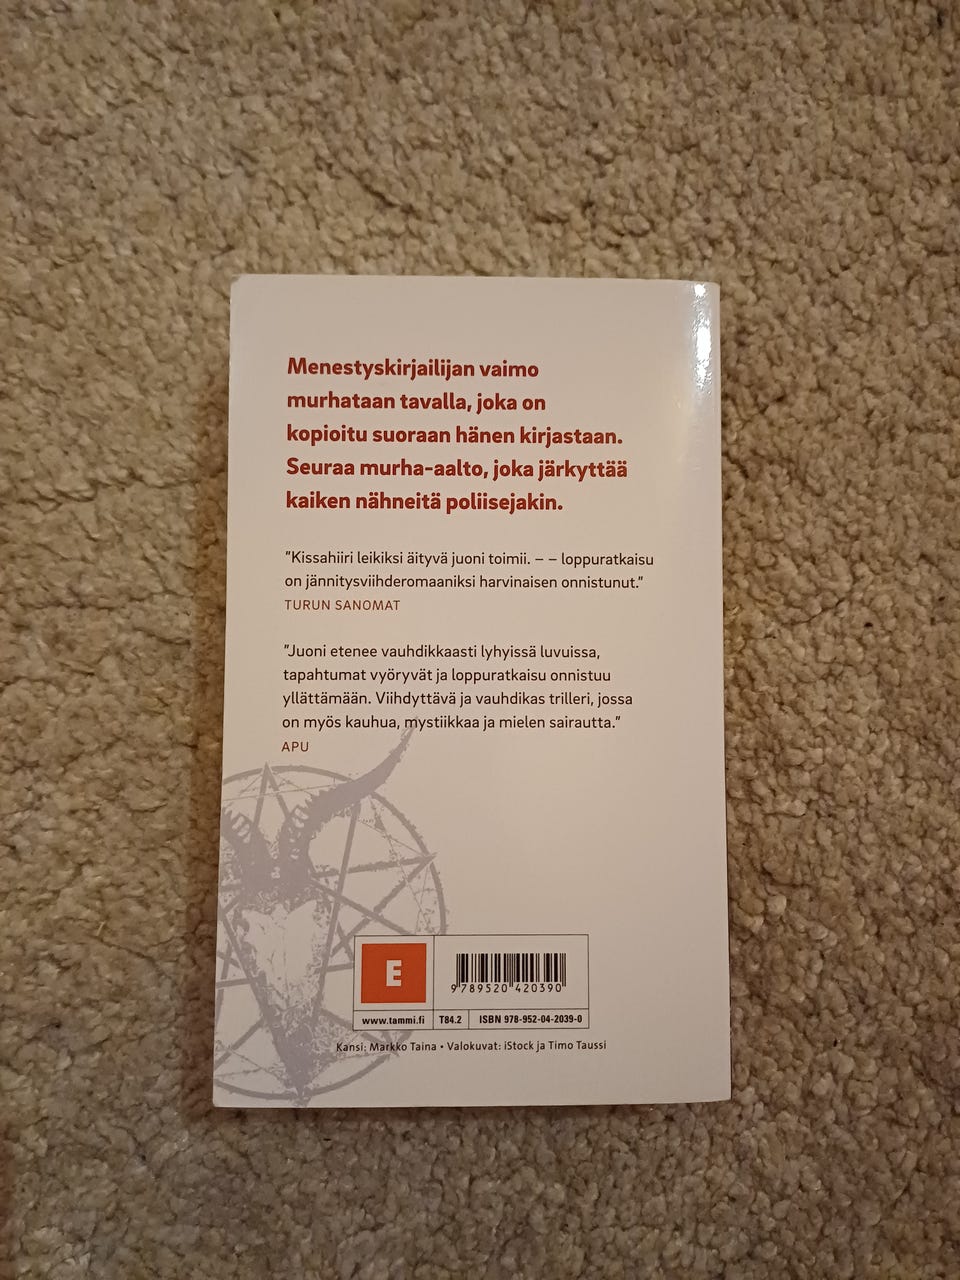 Menestyskirjailijan vaimo
murhataan tavalla, joka on
kopioitu suoraan hänen kirjastaan.
Seuraa murha-aalto, joka järkyttää
kaiken nähneitä poliisejakin.
”Kissahiiri leikiksi äityvä juoni toimii. – – loppuratkaisu
on jännitysviihderomaaniksi harvinaisen onnistunut.”
TURUN SANOMAT
”Juoni etenee vauhdikkaasti lyhyissä luvuissa,
tapahtumat vyöryvät ja loppuratkaisu onnistuu
yllättämään. Viihdyttävä ja vauhdikas trilleri, jossa
on myös kauhua, mystiikkaa ja mielen sairautta.”
APU
E
9 789520 420390
www.tammi.fi T84.2 ISBN 978-952-04-2039-0
Kansi: Markko Taina • Valokuvat: iStock ja Timo Taussi